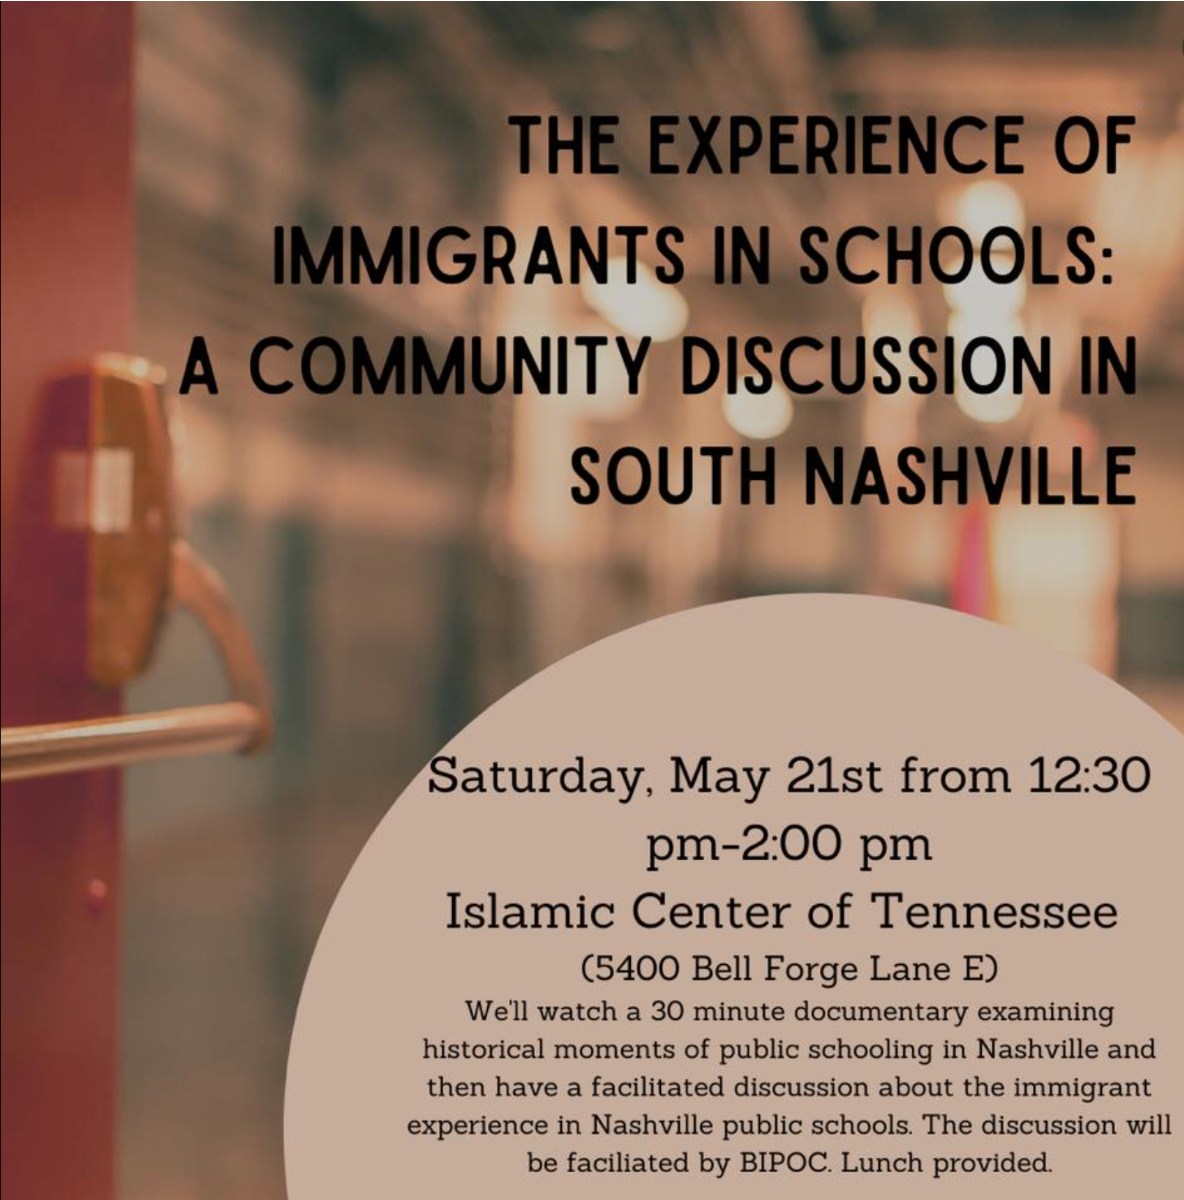 THE EXPERIENCE OF
IMMIGRANTS IN SCHOOLS:
A COMMUNITY DISCUSSION IN
SOUTH NASHVILLE
Saturday, May 21st from 12:30
pm-2:00 pm
Islamic Center of Tennessee
(5400 Bell Forge Lane E)
We'll watch a 30 minute documentary examining
historical moments of public schooling in Nashville and
then have a facilitated discussion about the immigrant
experience in Nashville public schools. The discussion will
be faciliated by BIPOC. Lunch provided.